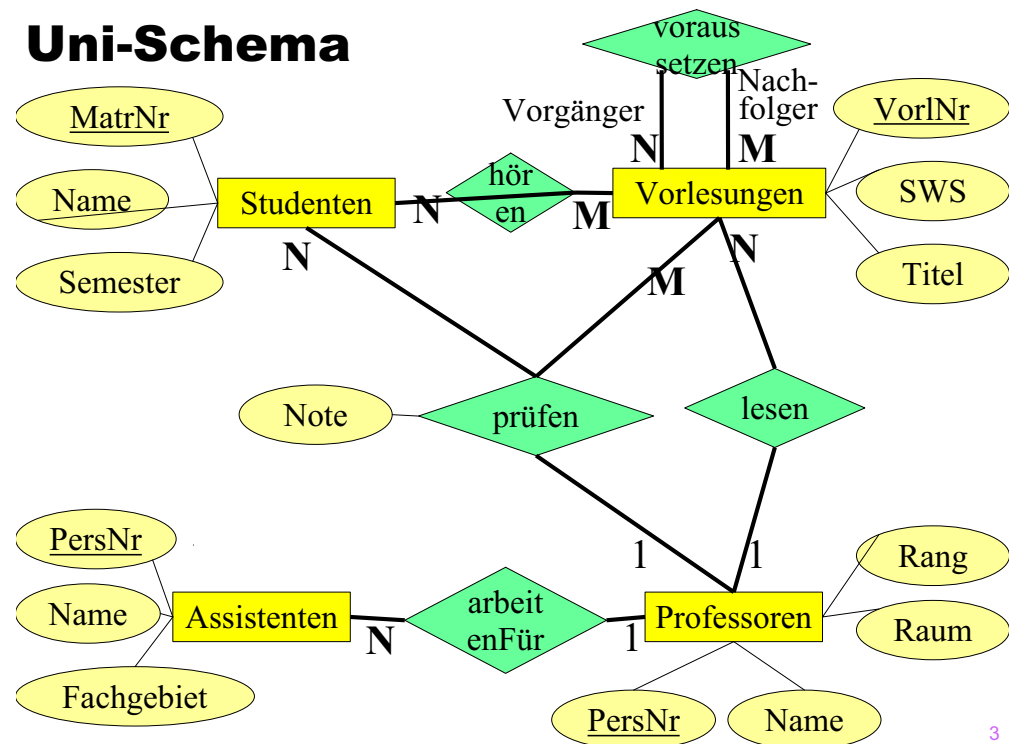 Uni-Schema
voraus
setzen
Vorgänger
Nach-
folger
N
M
MatrNr
Name
Semester
Studenten
N
hör
en
M
Vorlesungen
VorlNr
SWS
Titel
N
M
N
Note
prüfen
lesen
1
1
PersNr
Name
Fachgebiet
Assistenten
N
arbeit
enFür
1
Professoren
Rang
Raum
PersNr
Name
3